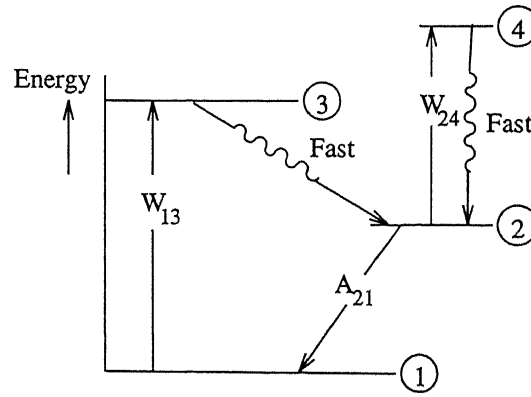 ④
Energy
③
W₂₄
Fast
Fast
W₁₃
②
A₂₁
①